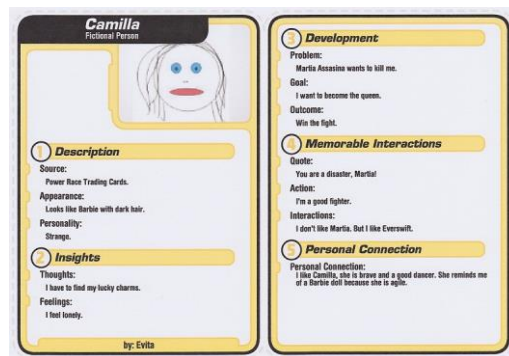 Camilla
Fictional Person
1 Description
Source:
Power Race Trading Cards.
Appearance:
Looks like Barbie with dark hair.
Personality:
Strange.
2 Insights
Thoughts:
I have to find my lucky charms.
Feelings:
I feel lonely.
by: Evita
3 Development
Problem:
Martia Assasina wants to kill me.
Goal:
I want to become the queen.
Outcome:
Win the fight.
4 Memorable Interactions
Quote:
You are a disaster, Martia!
Action:
I'm a good fighter.
Interactions:
I don't like Martia. But I like Everswift.
5 Personal Connection
Personal Connection:
I like Camilla, she is brave and a good dancer. She reminds me
of a Barbie doll because she is agile.